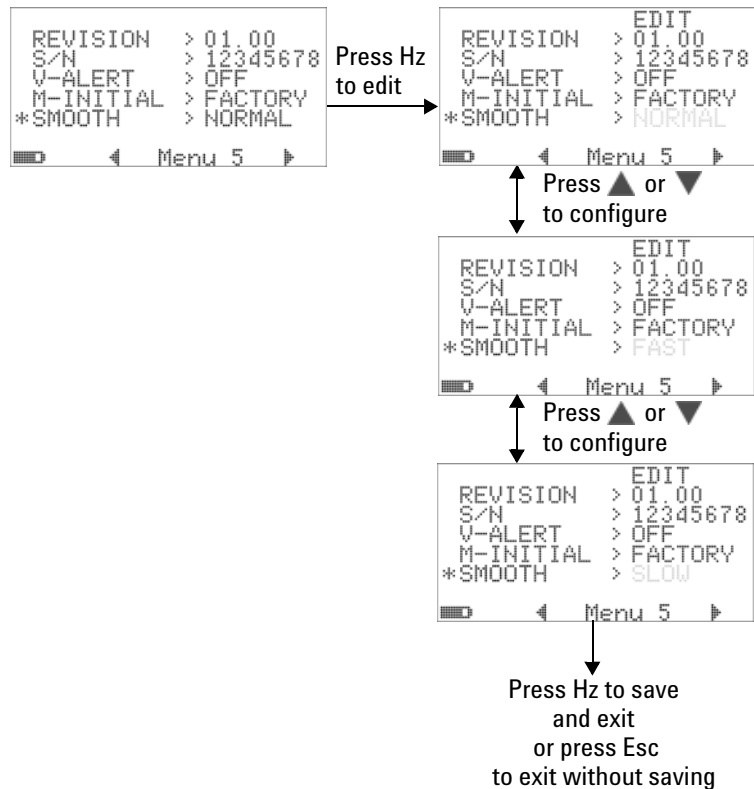 REVISION > 01.00
S/N > 12345678
V-ALERT > OFF
M-INITIAL > FACTORY
*SMOOTH > NORMAL
Menu 5
Press Hz
to edit
EDIT
REVISION > 01.00
S/N > 12345678
V-ALERT > OFF
M-INITIAL > FACTORY
*SMOOTH > NORMAL
Menu 5
Press ▲ or ▼
to configure
EDIT
REVISION > 01.00
S/N > 12345678
V-ALERT > OFF
M-INITIAL > FACTORY
*SMOOTH > FAST
Menu 5
Press ▲ or ▼
to configure
EDIT
REVISION > 01.00
S/N > 12345678
V-ALERT > OFF
M-INITIAL > FACTORY
*SMOOTH > SLOW
Menu 5
Press Hz to save
and exit
or press Esc
to exit without saving